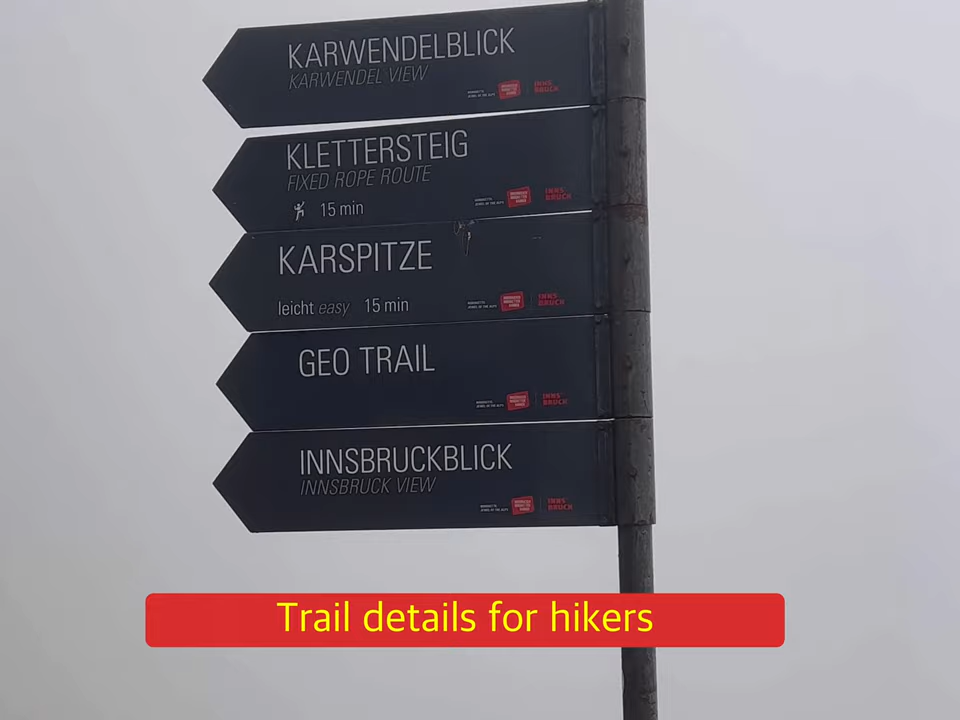 KARWENDELBLICK
KARWENDEL VIEW
INNS
BRUCK
KLETTERSTEIG
FIXED ROPE ROUTE
15 min
INNS
BRUCK
KARSPITZE
leicht easy 15 min
INNS
BRUCK
GEO TRAIL
INNS
BRUCK
INNSBRUCKBLICK
INNSBRUCK VIEW
INNS
BRUCK
Trail details for hikers